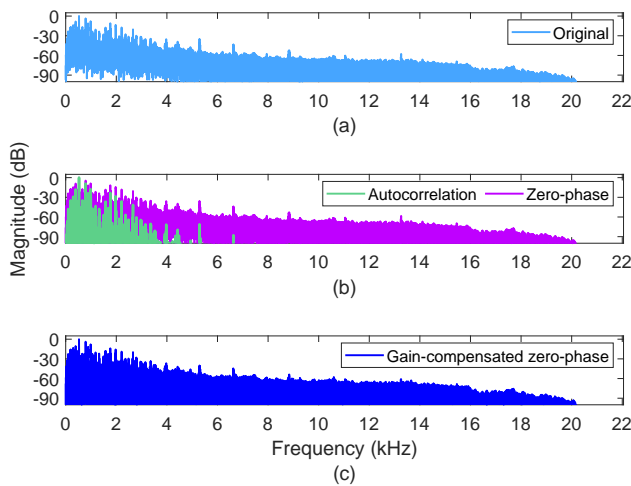 0
-30
-60
-90
Original
0 2 4 6 8 10 12 14 16 18 20 22
(a)
Magnitude (dB)
0
-30
-60
-90
Autocorrelation Zero-phase
0 2 4 6 8 10 12 14 16 18 20 22
(b)
0
-30
-60
-90
Gain-compensated zero-phase
0 2 4 6 8 10 12 14 16 18 20 22
Frequency (kHz)
(c)